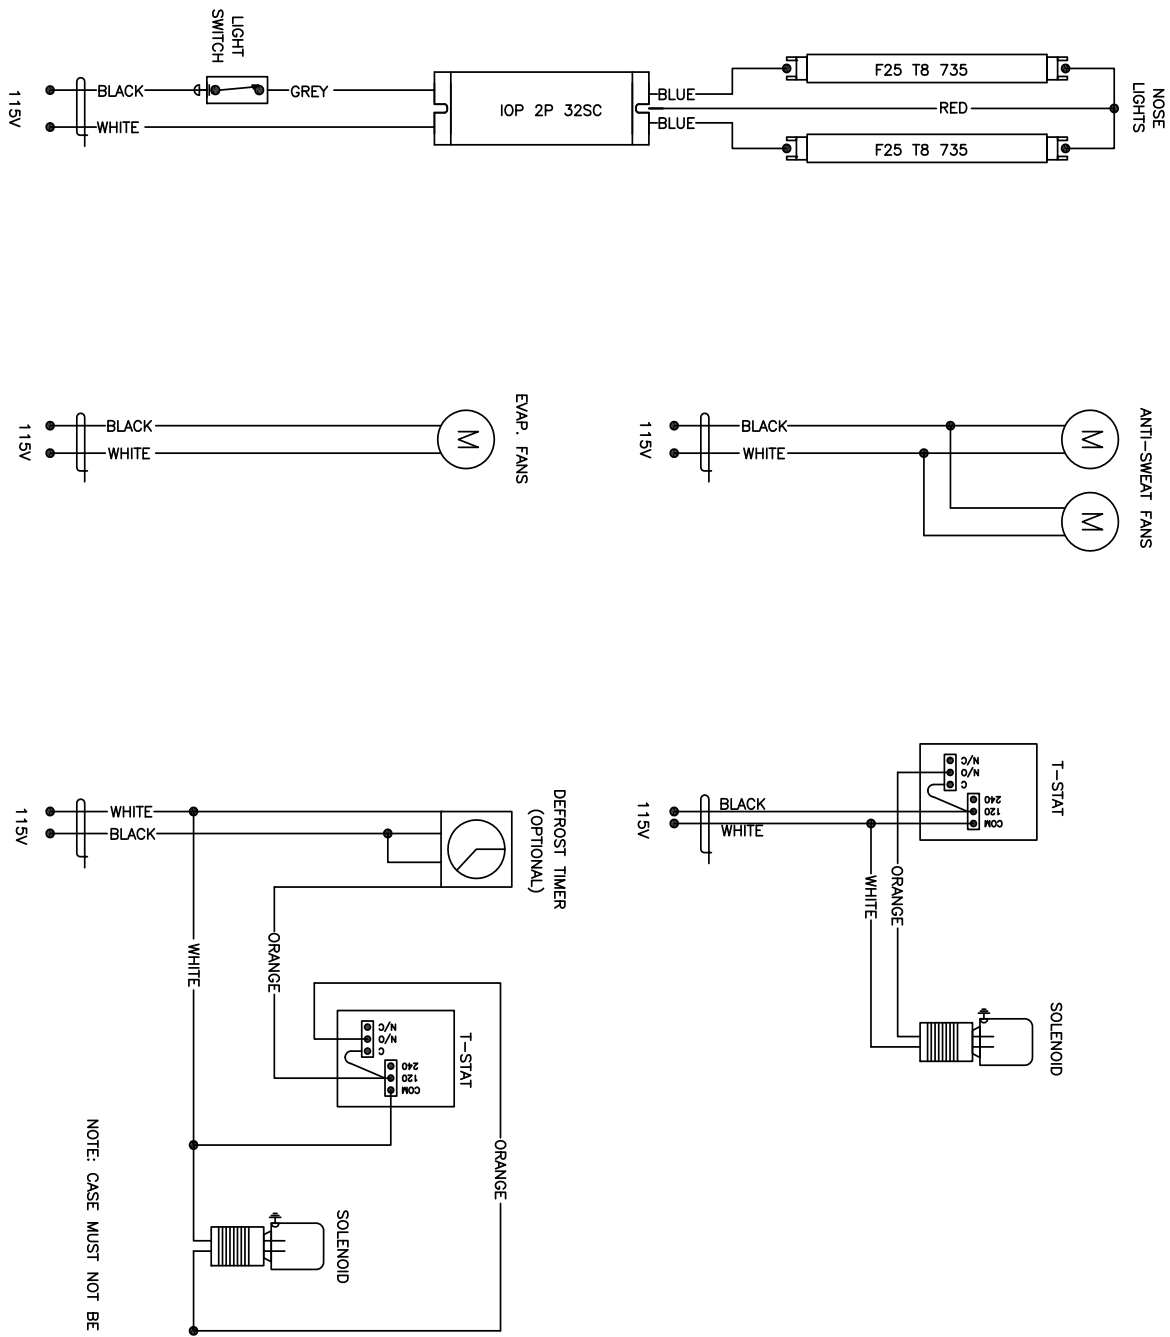 LIGHT
SWITCH
115V
BLACK
WHITE
GREY
IOP 2P 32SC
BLUE
RED
BLUE
F25 T8 735
F25 T8 735
NOSE
LIGHTS
115V
BLACK
WHITE
M
EVAP. FANS
115V
BLACK
WHITE
M
M
ANTI-SWEAT FANS
115V
WHITE
BLACK
DEFROST TIMER
(OPTIONAL)
WHITE
ORANGE
N/C
N/O
C
240
120
COM
T-STAT
ORANGE
SOLENOID
115V
BLACK
WHITE
N/C
N/O
C
240
120
COM
T-STAT
WHITE
ORANGE
SOLENOID
NOTE: CASE MUST NOT BE